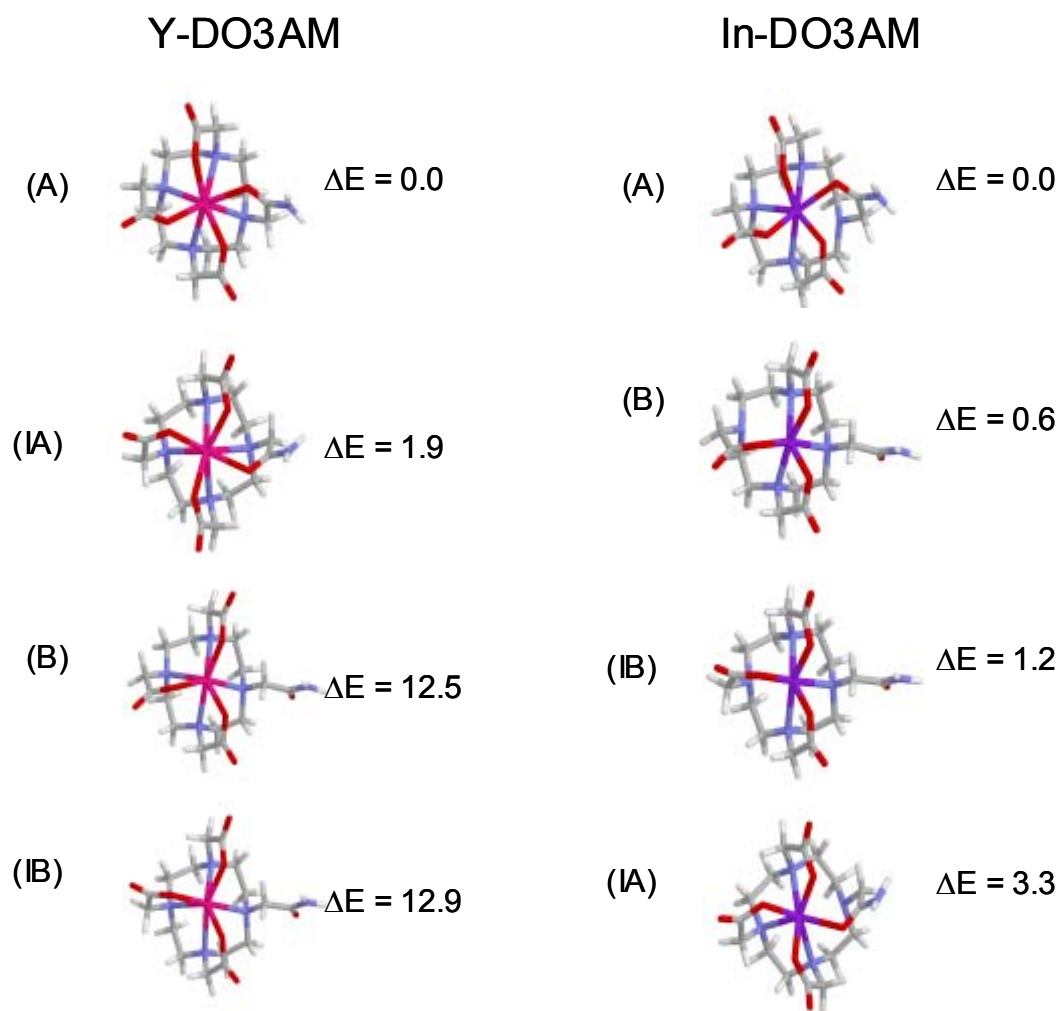 Y-DO3AM
(A) ΔE = 0.0
(IA) ΔE = 1.9
(B) ΔE = 12.5
(IB) ΔE = 12.9
In-DO3AM
(A) ΔE = 0.0
(B) ΔE = 0.6
(IB) ΔE = 1.2
(IA) ΔE = 3.3